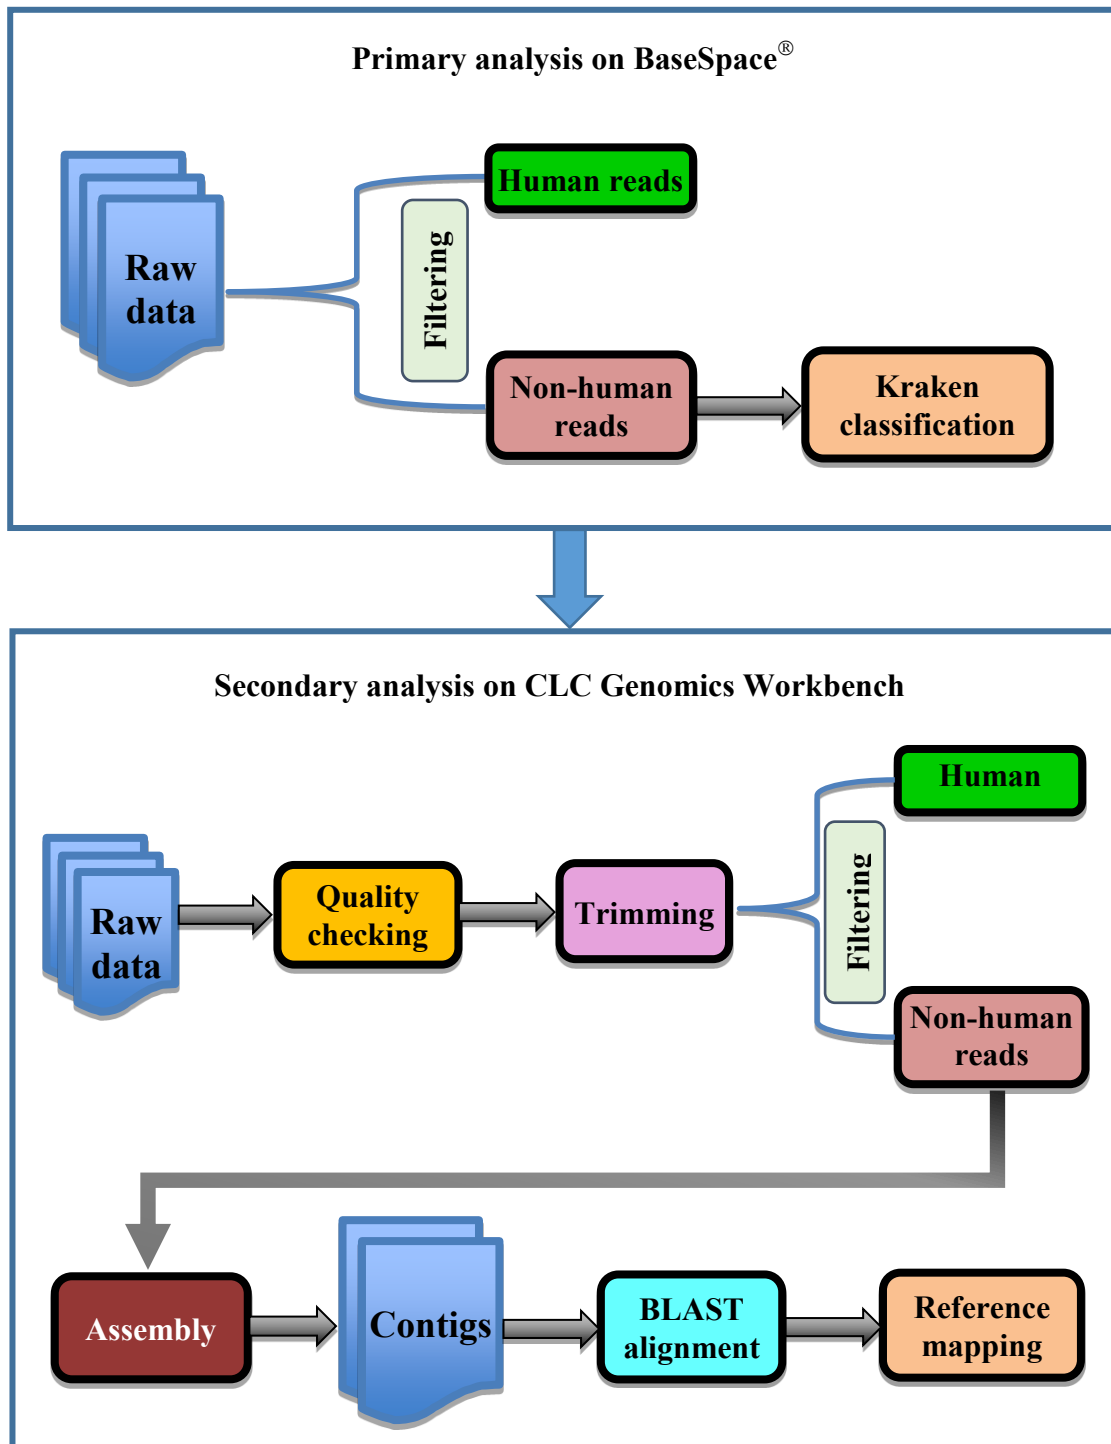 Primary analysis on BaseSpace®
Human reads
Raw
data
Filtering
Non-human
reads
Kraken
classification
Secondary analysis on CLC Genomics Workbench
Human
Raw
data
Quality
checking
Trimming
Filtering
Non-human
reads
Assembly
Contigs
BLAST
alignment
Reference
mapping